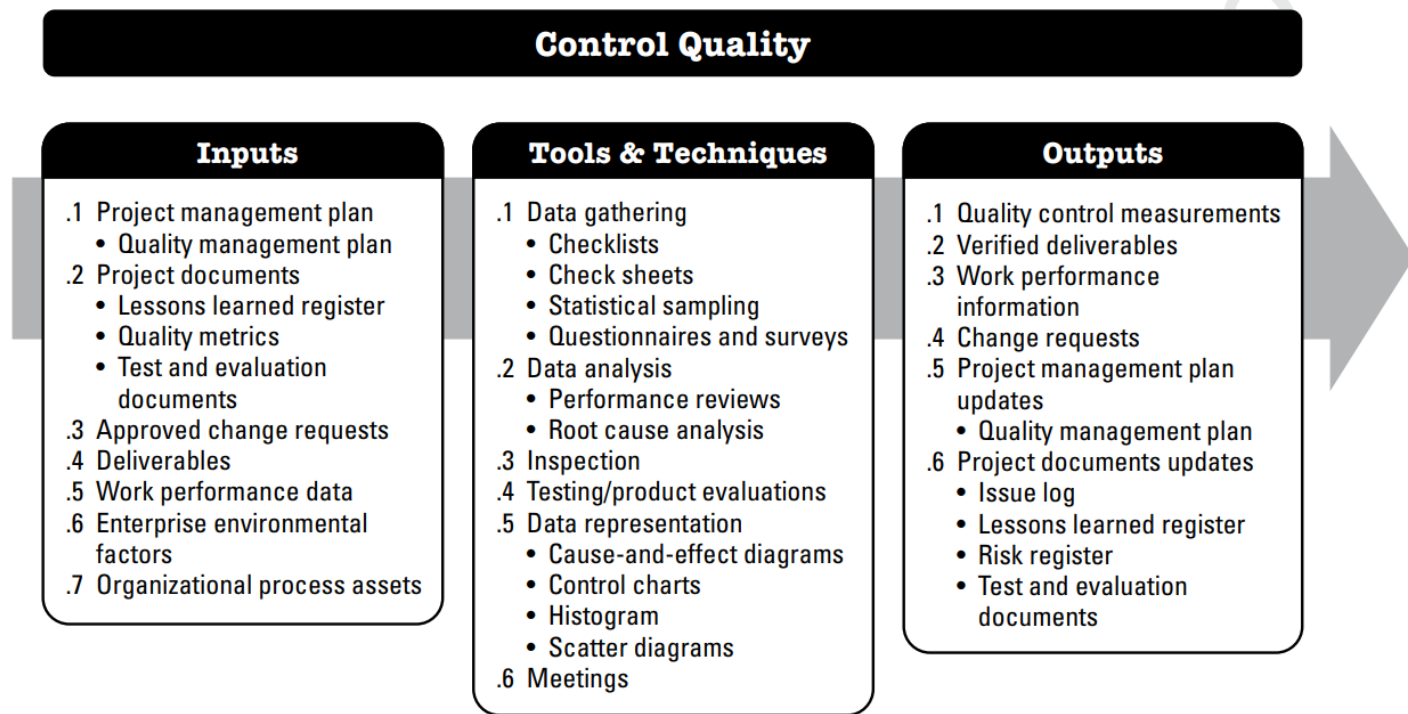 Control Quality
Inputs
.1 Project management plan
• Quality management plan
.2 Project documents
• Lessons learned register
• Quality metrics
• Test and evaluation
documents
.3 Approved change requests
.4 Deliverables
.5 Work performance data
.6 Enterprise environmental
factors
.7 Organizational process assets
Tools & Techniques
.1 Data gathering
• Checklists
• Check sheets
• Statistical sampling
• Questionnaires and surveys
.2 Data analysis
• Performance reviews
• Root cause analysis
.3 Inspection
.4 Testing/product evaluations
.5 Data representation
• Cause-and-effect diagrams
• Control charts
• Histogram
• Scatter diagrams
.6 Meetings
Outputs
.1 Quality control measurements
.2 Verified deliverables
.3 Work performance
information
.4 Change requests
.5 Project management plan
updates
• Quality management plan
.6 Project documents updates
• Issue log
• Lessons learned register
• Risk register
• Test and evaluation
documents